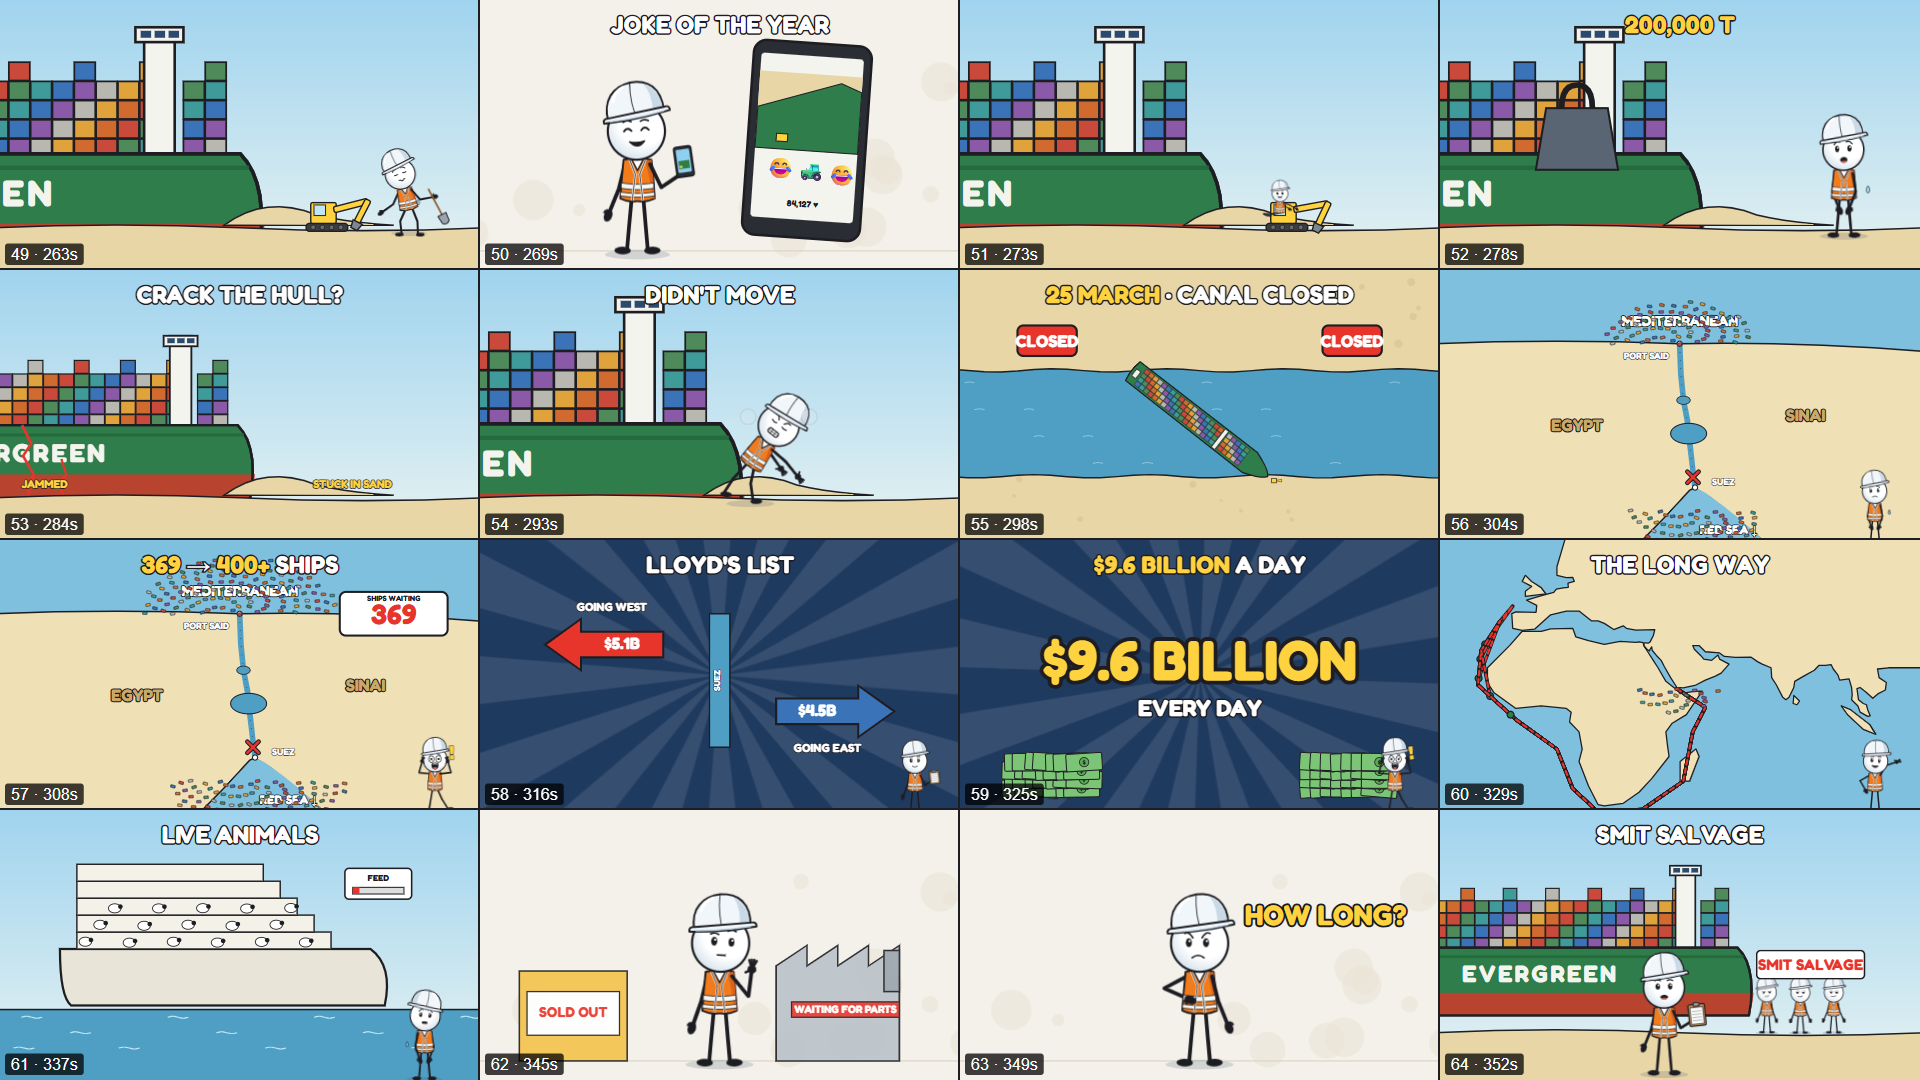 EN
49 · 263s
JOKE OF THE YEAR
84,127 ♥
50 · 269s
EN
51 · 273s
200,000 T
EN
52 · 278s
CRACK THE HULL?
RGREEN
JAMMED
STUCK IN SAND
53 · 284s
DIDN'T MOVE
EN
54 · 293s
25 MARCH · CANAL CLOSED
CLOSED
CLOSED
55 · 298s
MEDITERRANEAN
PORT SAID
EGYPT
SINAI
SUEZ
RED SEA
56 · 304s
369 → 400+ SHIPS
MEDITERRANEAN
SHIPS WAITING
369
PORT SAID
EGYPT
SINAI
SUEZ
RED SEA
57 · 308s
LLOYD'S LIST
GOING WEST
$5.1B
SUEZ
$4.5B
GOING EAST
58 · 316s
$9.6 BILLION A DAY
$9.6 BILLION
EVERY DAY
59 · 325s
THE LONG WAY
60 · 329s
LIVE ANIMALS
FEED
61 · 337s
SOLD OUT
WAITING FOR PARTS
62 · 345s
HOW LONG?
63 · 349s
SMIT SALVAGE
EVERGREEN
SMIT SALVAGE
64 · 352s